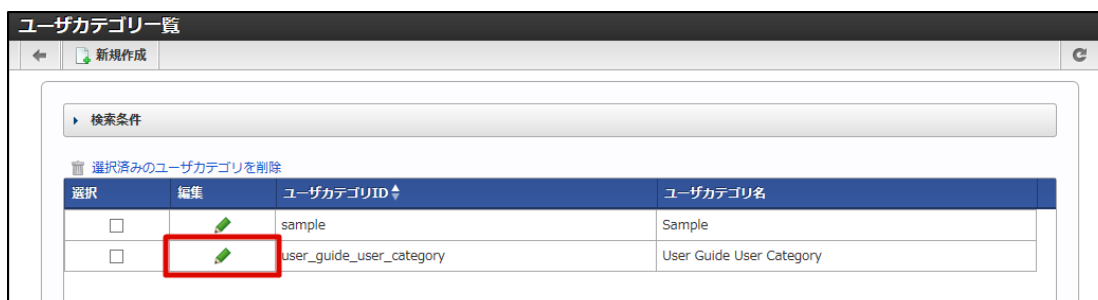 ユーザカテゴリ一覧
新規作成
検索条件
選択済みのユーザカテゴリを削除
選択 編集 ユーザカテゴリID ユーザカテゴリ名
sample Sample
user_guide_user_category User Guide User Category